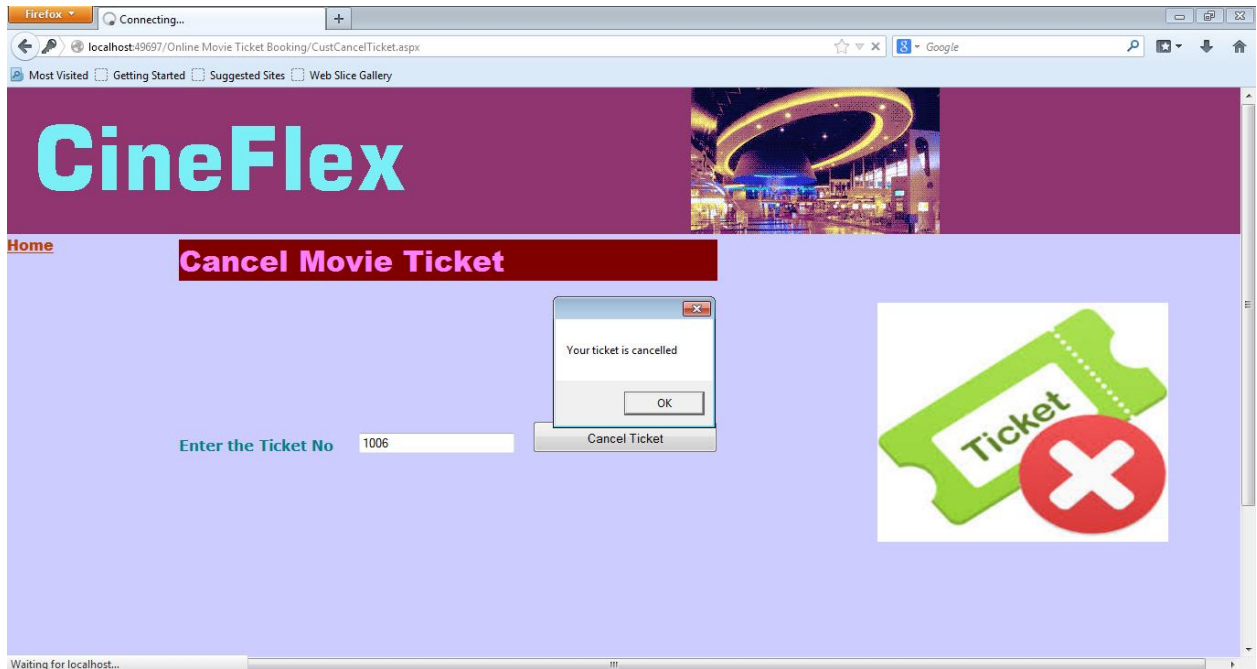 Firefox
Connecting...
localhost:49697/Online Movie Ticket Booking/CustCancelTicket.aspx
Google
Most Visited Getting Started Suggested Sites Web Slice Gallery
CineFlex
Home
Cancel Movie Ticket
Your ticket is cancelled
OK
Enter the Ticket No 1006 Cancel Ticket
Ticket
Waiting for localhost...